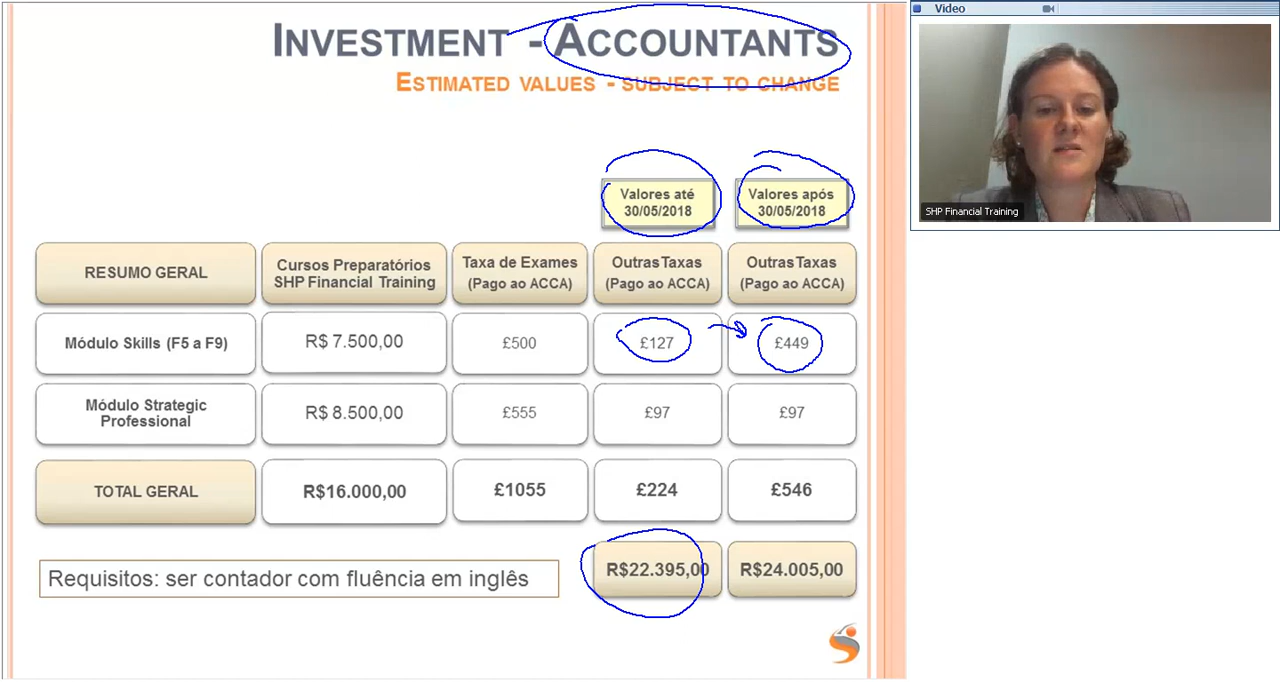 INVESTMENT - ACCOUNTANTS
ESTIMATED VALUES - SUBJECT TO CHANGE
Valores até
30/05/2018
Valores após
30/05/2018
RESUMO GERAL
Cursos Preparatórios
SHP Financial Training
Taxa de Exames
(Pago ao ACCA)
Outras Taxas
(Pago ao ACCA)
Outras Taxas
(Pago ao ACCA)
Módulo Skills (F5 a F9)
R$ 7.500,00
£500
£127
£449
Módulo Strategic
Professional
R$ 8.500,00
£555
£97
£97
TOTAL GERAL
R$16.000,00
£1055
£224
£546
Requisitos: ser contador com fluência em inglês
R$22.395,00
R$24.005,00
Video
SHP Financial Training